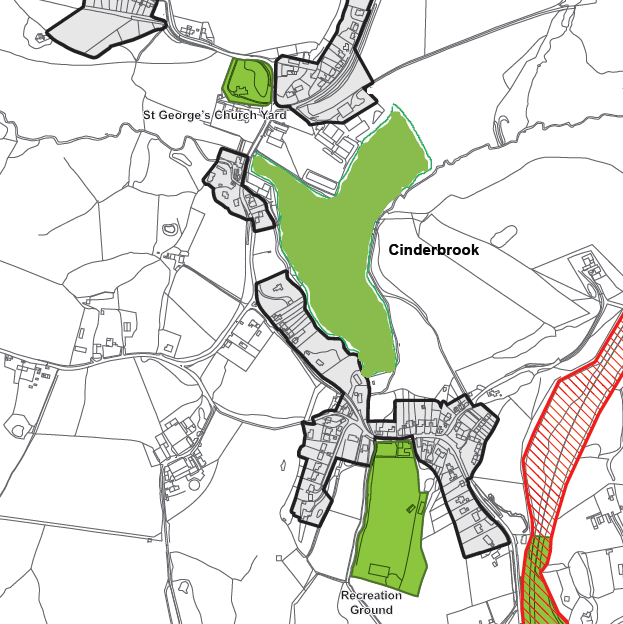 St George's Church Yard
Cinderbrook
Recreation
Ground